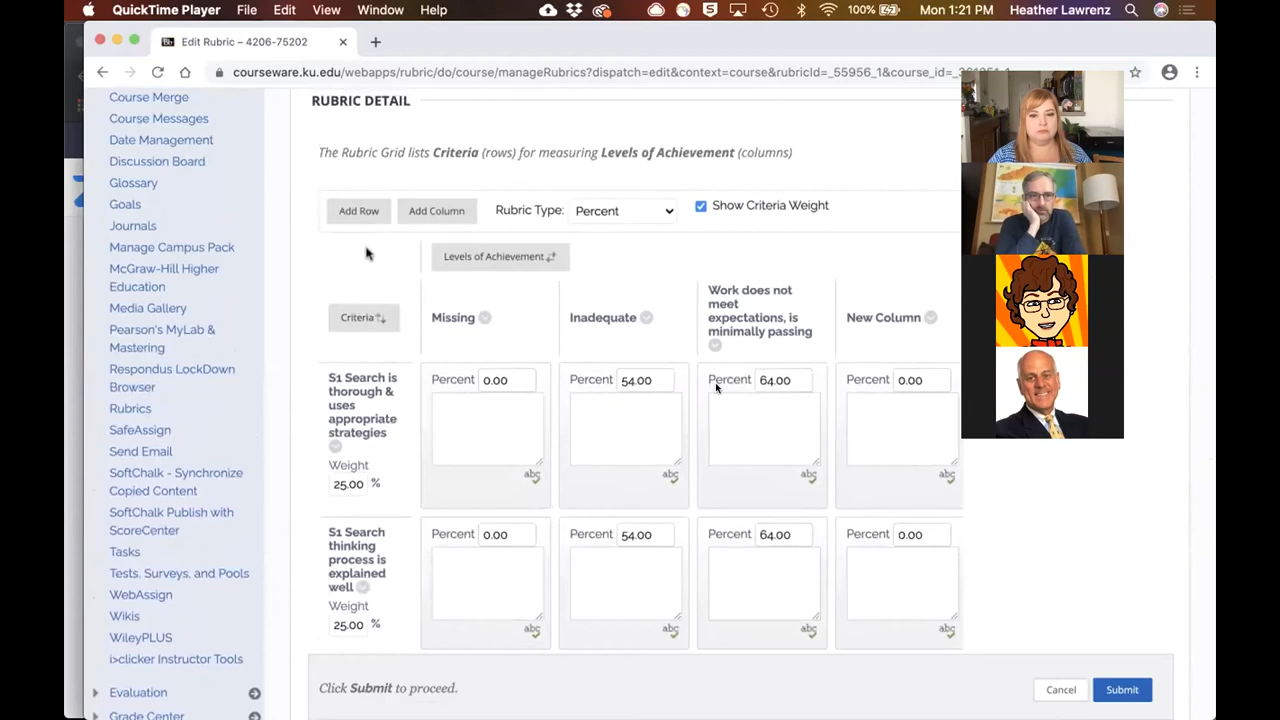 QuickTime Player File Edit View Window Help 100% Mon 1:21 PM Heather Lawrenz
Edit Rubric – 4206-75202
courseware.ku.edu/webapps/rubric/do/course/manageRubrics?dispatch=edit&context=course&rubricId=_55956_1&course_id=
Course Merge
Course Messages
Date Management
Discussion Board
Glossary
Goals
Journals
Manage Campus Pack
McGraw-Hill Higher
Education
Media Gallery
Pearson's MyLab &
Mastering
Respondus LockDown
Browser
Rubrics
SafeAssign
Send Email
SoftChalk - Synchronize
Copied Content
SoftChalk Publish with
ScoreCenter
Tasks
Tests, Surveys, and Pools
WebAssign
Wikis
WileyPLUS
i>clicker Instructor Tools
Evaluation
Grade Center
RUBRIC DETAIL
The Rubric Grid lists Criteria (rows) for measuring Levels of Achievement (columns)
Add Row Add Column Rubric Type: Percent Show Criteria Weight
Levels of Achievement
Criteria
Missing
Inadequate
Work does not
meet
expectations, is
minimally passing
New Column
S1 Search is
thorough &
uses
appropriate
strategies
Weight
25.00 %
Percent 0.00 Percent 54.00 Percent 64.00 Percent 0.00
abc abc abc abc
S1 Search
thinking
process is
explained
well
Weight
25.00 %
Percent 0.00 Percent 54.00 Percent 64.00 Percent 0.00
abc abc abc abc
Click Submit to proceed.
Cancel Submit